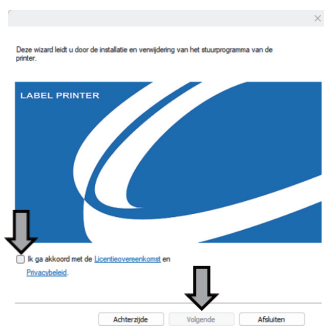 Deze wizard leidt u door de installatie en verwijdering van het stuurprogramma van de
printer.
LABEL PRINTER
Ik ga akkoord met de Licentieovereenkomst en
Privacybeleid.
Achterzijde Volgende Afsluiten